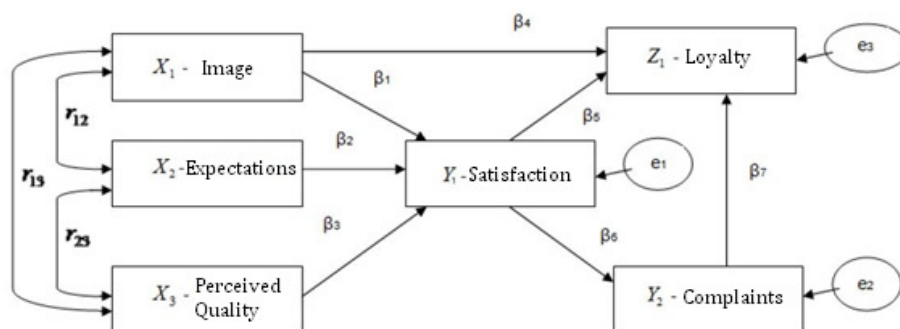 β₄
X₁ - Image
Z₁ - Loyalty
e₃
β₁
r₁₂
β₂
β₅
X₂-Expectations
Y₁-Satisfaction
e₁
r₁₃
β₇
r₂₃
β₃
β₆
X₃ - Perceived
Quality
Y₂ - Complaints
e₂